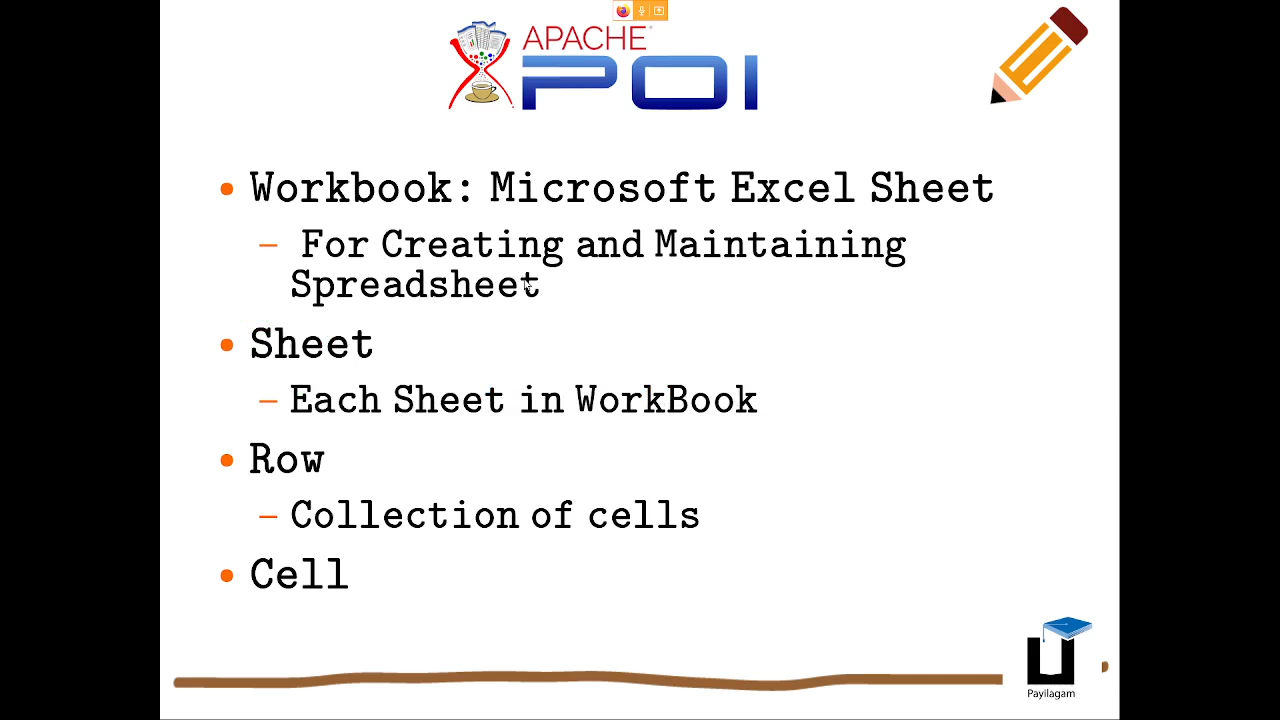 APACHE
POI
• Workbook: Microsoft Excel Sheet
– For Creating and Maintaining
Spreadsheet
• Sheet
– Each Sheet in WorkBook
• Row
– Collection of cells
• Cell
Payilagam